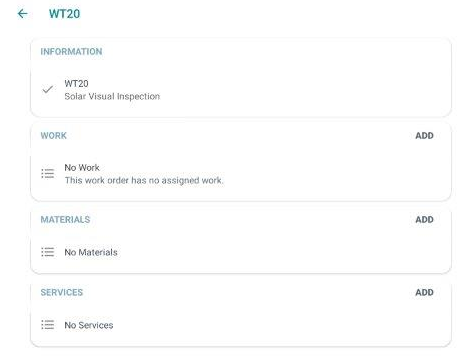 WT20
INFORMATION
WT20
Solar Visual Inspection
WORK ADD
No Work
This work order has no assigned work.
MATERIALS ADD
No Materials
SERVICES ADD
No Services